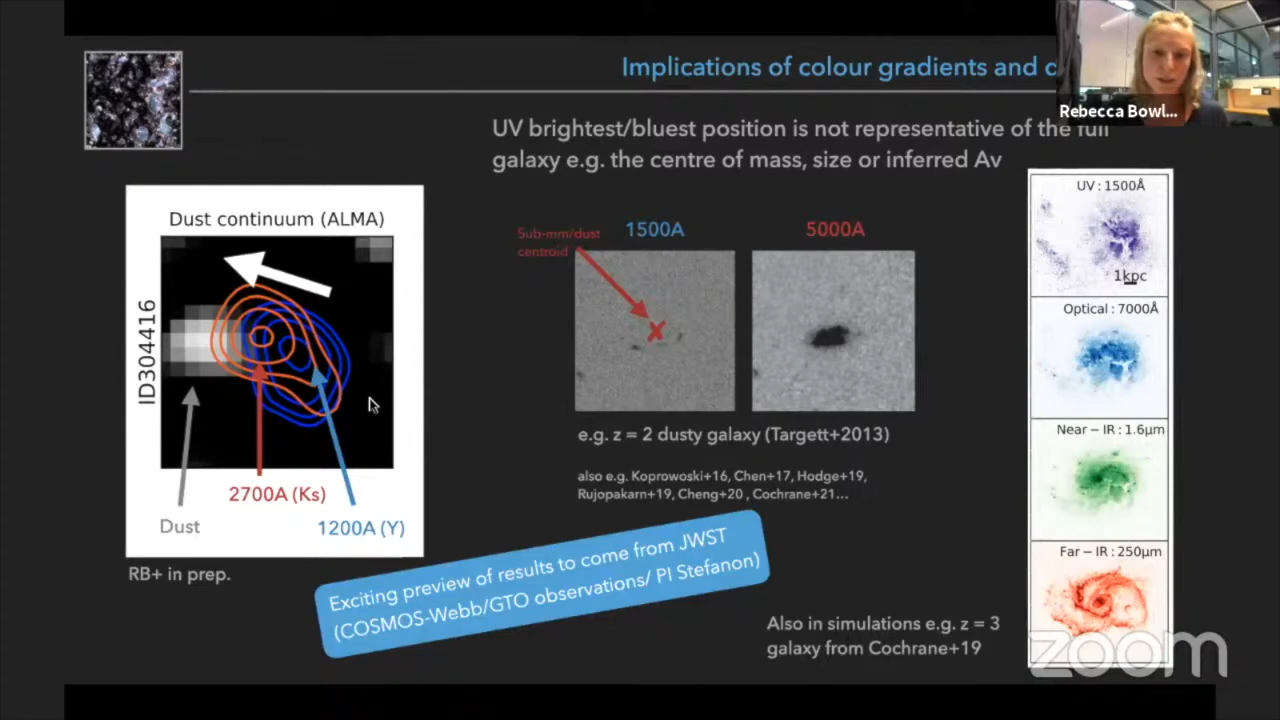 Implications of colour gradients and
Rebecca Bowl...
UV brightest/bluest position is not representative of the full
galaxy e.g. the centre of mass, size or inferred Av
Dust continuum (ALMA)
ID304416
Dust
2700A (Ks)
1200A (Y)
RB+ in prep.
Sub-mm/dust
centroid
1500A
5000A
e.g. z = 2 dusty galaxy (Targett+2013)
also e.g. Koprowoski+16, Chen+17, Hodge+19,
Rujopakarn+19, Cheng+20 , Cochrane+21...
Exciting preview of results to come from JWST
(COSMOS-Webb/GTO observations/ PI Stefanon)
UV : 1500Å
1kpc
Optical : 7000Å
Near − IR : 1.6μm
Far − IR : 250μm
Also in simulations e.g. z = 3
galaxy from Cochrane+19
zoom